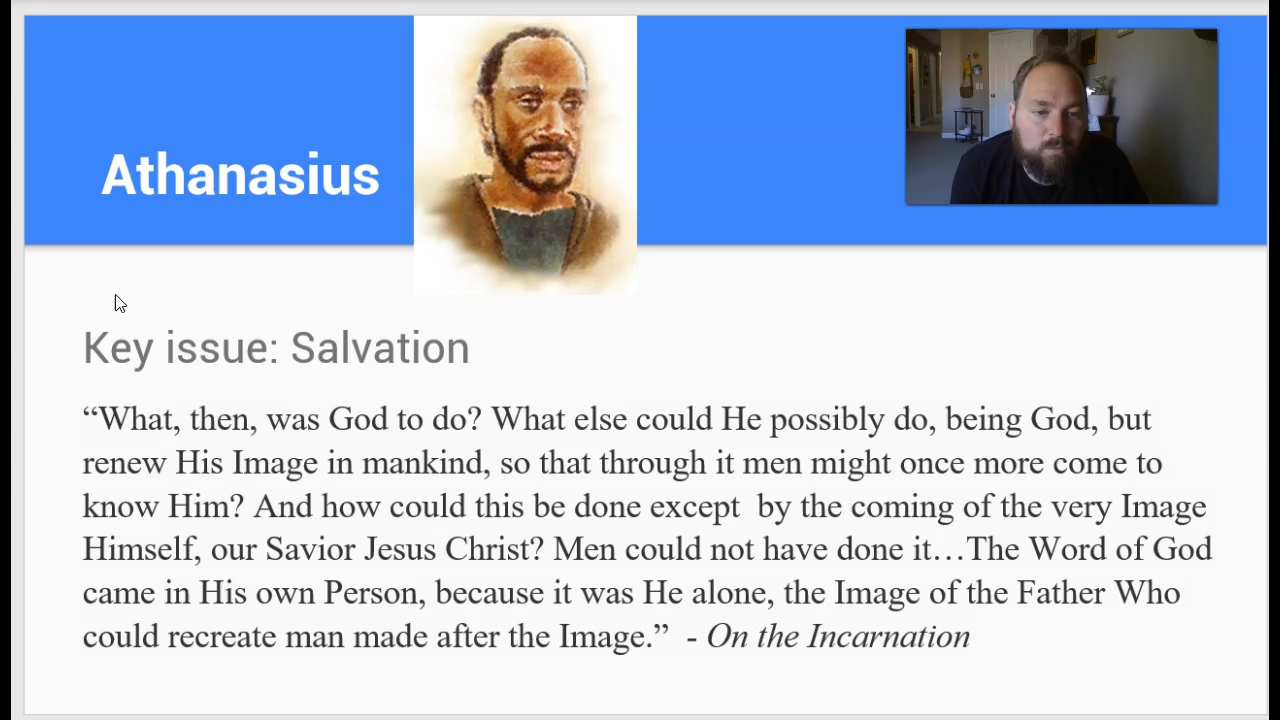 Athanasius
Key issue: Salvation
“What, then, was God to do? What else could He possibly do, being God, but
renew His Image in mankind, so that through it men might once more come to
know Him? And how could this be done except  by the coming of the very Image
Himself, our Savior Jesus Christ? Men could not have done it…The Word of God
came in His own Person, because it was He alone, the Image of the Father Who
could recreate man made after the Image.”  - On the Incarnation